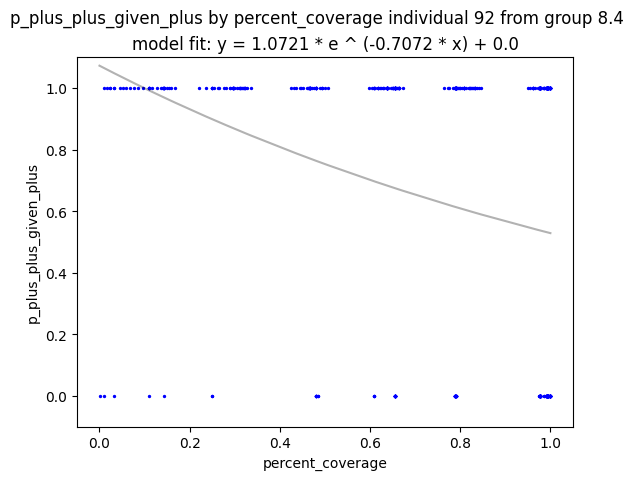 p_plus_plus_given_plus by percent_coverage individual 92 from group 8.4
model fit: y = 1.0721 * e ^ (-0.7072 * x) + 0.0
p_plus_plus_given_plus
1.0
0.8
0.6
0.4
0.2
0.0
0.0 0.2 0.4 0.6 0.8 1.0
percent_coverage